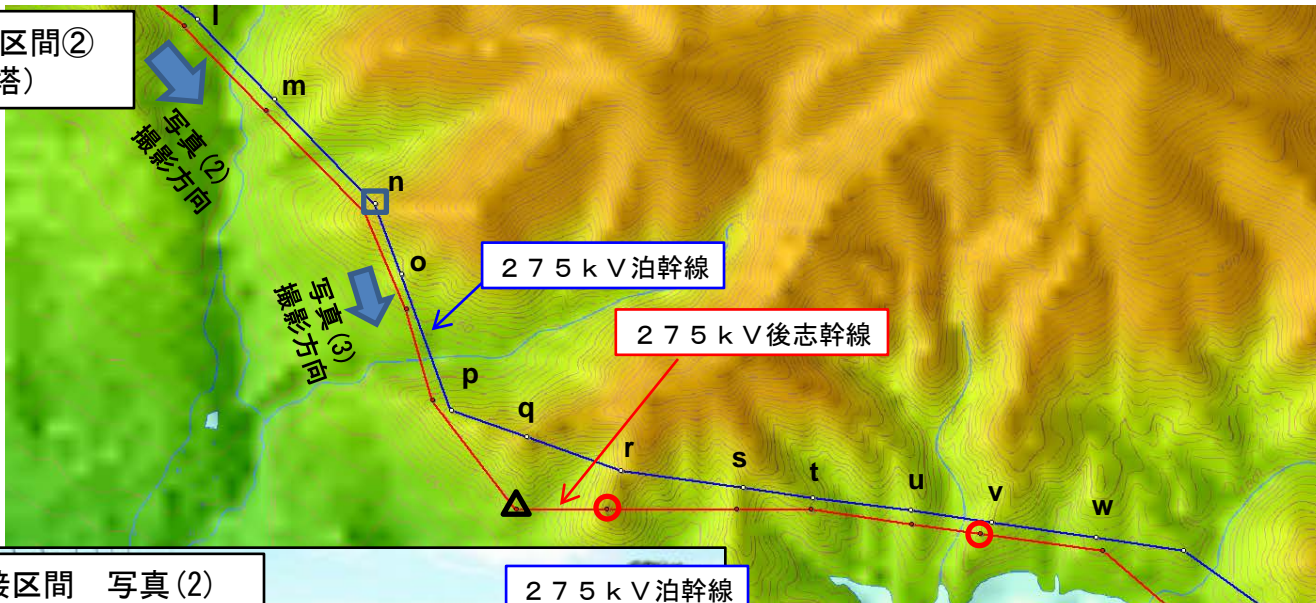 区間②
塔)
l
m
写真(2)
撮影方向
n
o
275kV泊幹線
写真(3)
撮影方向
275kV後志幹線
p
q
r
s
t
u
v
w
接区間 写真(2)
275kV泊幹線